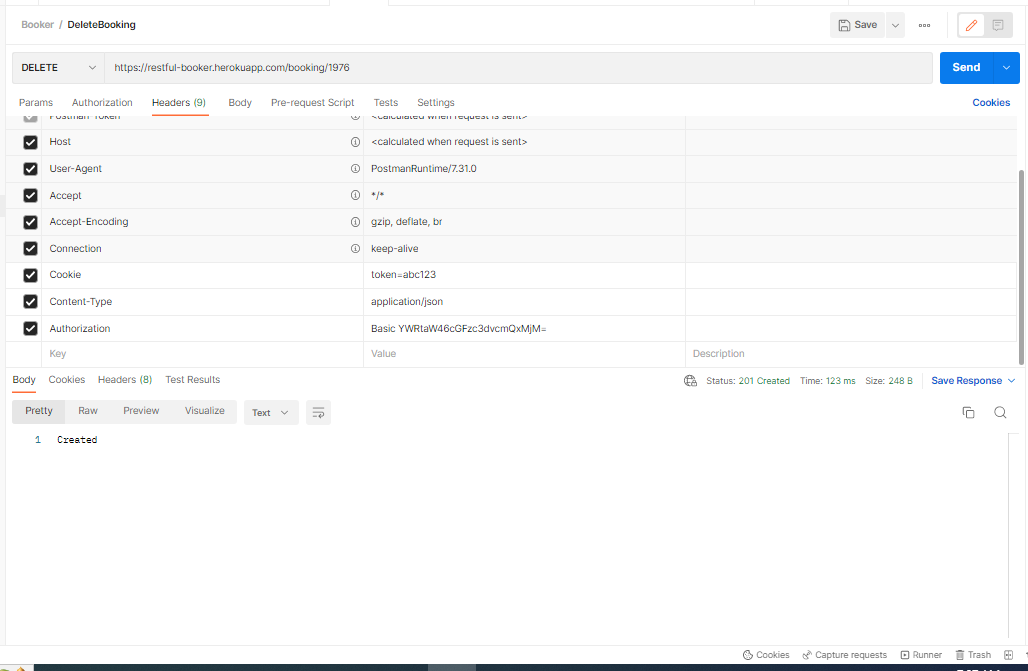 Booker / DeleteBooking
Save
DELETE https://restful-booker.herokuapp.com/booking/1976 Send
Params Authorization Headers (9) Body Pre-request Script Tests Settings Cookies
Postman-Token <calculated when request is sent>
Host <calculated when request is sent>
User-Agent PostmanRuntime/7.31.0
Accept */*
Accept-Encoding gzip, deflate, br
Connection keep-alive
Cookie token=abc123
Content-Type application/json
Authorization Basic YWRtaW46cGFzc3dvcmQxMjM=
Key Value Description
Body Cookies Headers (8) Test Results Status: 201 Created Time: 123 ms Size: 248 B Save Response
Pretty Raw Preview Visualize Text
1 Created
Cookies Capture requests Runner Trash